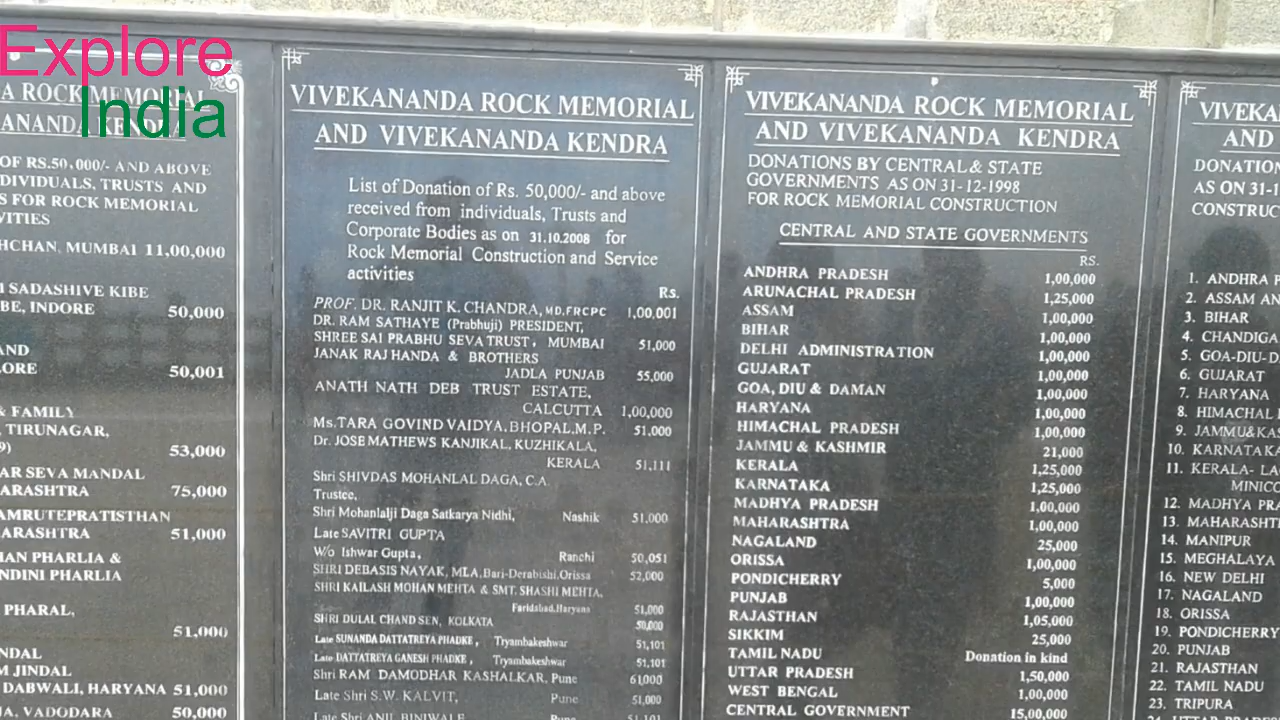 Explore
India
A ROCK MEMORIAL
ANANDA KENDRA
OF RS.50,000/- AND ABOVE
DIVIDUALS, TRUSTS AND
S FOR ROCK MEMORIAL
VITIES
HCHAN, MUMBAI 11,00,000
M SADASHIVE KIBE
BE, INDORE 50,000
AND
LORE 50,001
& FAMILY
, TIRUNAGAR,
9) 53,000
AR SEVA MANDAL
ARASHTRA 75,000
AMRUTEPRATISTHAN
ARASHTRA 51,000
IAN PHARLIA &
NDINI PHARLIA
PHARAL,
51,000
NDAL
M JINDAL
DABWALI, HARYANA 51,000
JA, VADODARA 50,000
VIVEKANANDA ROCK MEMORIAL
AND VIVEKANANDA KENDRA
List of Donation of Rs. 50,000/- and above
received from individuals, Trusts and
Corporate Bodies as on 31.10.2008 for
Rock Memorial Construction and Service
activities
Rs.
PROF. DR. RANJIT K. CHANDRA, MD,FRCPC 1,00,001
DR. RAM SATHAYE (Prabhuji) PRESIDENT,
SHREE SAI PRABHU SEVA TRUST, MUMBAI 51,000
JANAK RAJ HANDA & BROTHERS
JADLA PUNJAB 55,000
ANATH NATH DEB TRUST ESTATE,
CALCUTTA 1,00,000
Ms.TARA GOVIND VAIDYA, BHOPAL,M.P. 51,000
Dr. JOSE MATHEWS KANJIKAL, KUZHIKALA,
KERALA 51,111
Shri SHIVDAS MOHANLAL DAGA, C.A.
Trustee,
Shri Mohanlalji Daga Satkarya Nidhi, Nashik 51,000
Late SAVITRI GUPTA
W/o Ishwar Gupta, Ranchi 50,051
SHRI DEBASIS NAYAK, MLA,Bari-Derabishi,Orissa 52,000
SHRI KAILASH MOHAN MEHTA & SMT. SHASHI MEHTA,
Faridabad,Haryana 51,000
SHRI DULAL CHAND SEN, KOLKATA 50,000
Late SUNANDA DATTATREYA PHADKE, Tryambakeshwar 51,101
Late DATTATREYA GANESH PHADKE, Tryambakeshwar 51,101
Shri RAM DAMODHAR KASHALKAR, Pune 61,000
Late Shri S.W. KALVIT, Pune 51,000
Late Shri ANIL BINIWALE Pune 51,101
VIVEKANANDA ROCK MEMORIAL
AND VIVEKANANDA KENDRA
DONATIONS BY CENTRAL & STATE
GOVERNMENTS AS ON 31-12-1998
FOR ROCK MEMORIAL CONSTRUCTION
CENTRAL AND STATE GOVERNMENTS
RS.
ANDHRA PRADESH 1,00,000
ARUNACHAL PRADESH 1,25,000
ASSAM 1,00,000
BIHAR 1,00,000
DELHI ADMINISTRATION 1,00,000
GUJARAT 1,00,000
GOA, DIU & DAMAN 1,00,000
HARYANA 1,00,000
HIMACHAL PRADESH 1,00,000
JAMMU & KASHMIR 21,000
KERALA 1,25,000
KARNATAKA 1,25,000
MADHYA PRADESH 1,00,000
MAHARASHTRA 1,00,000
NAGALAND 25,000
ORISSA 1,00,000
PONDICHERRY 5,000
PUNJAB 1,00,000
RAJASTHAN 1,05,000
SIKKIM 25,000
TAMIL NADU Donation in kind
UTTAR PRADESH 1,50,000
WEST BENGAL 1,00,000
CENTRAL GOVERNMENT 15,00,000
VIVEKA
AND
DONATION
AS ON 31-1
CONSTRUC
1. ANDHRA P
2. ASSAM AN
3. BIHAR
4. CHANDIGA
5. GOA-DIU-D
6. GUJARAT
7. HARYANA
8. HIMACHAL
9. JAMMU&KAS
10. KARNATAKA
11. KERALA- LA
MINICO
12. MADHYA PRA
13. MAHARASHTI
14. MANIPUR
15. MEGHALAYA
16. NEW DELHI
17. NAGALAND
18. ORISSA
19. PONDICHERRY
20. PUNJAB
21. RAJASTHAN
22. TAMIL NADU
23. TRIPURA